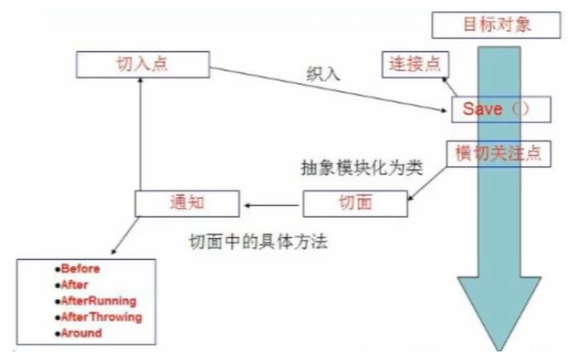 目标对象
切入点
连接点
织入
Save（）
横切关注点
抽象模块化为类
通知
切面
切面中的具体方法
●Before
●After
●AfterRunning
●AfterThrowing
●Around